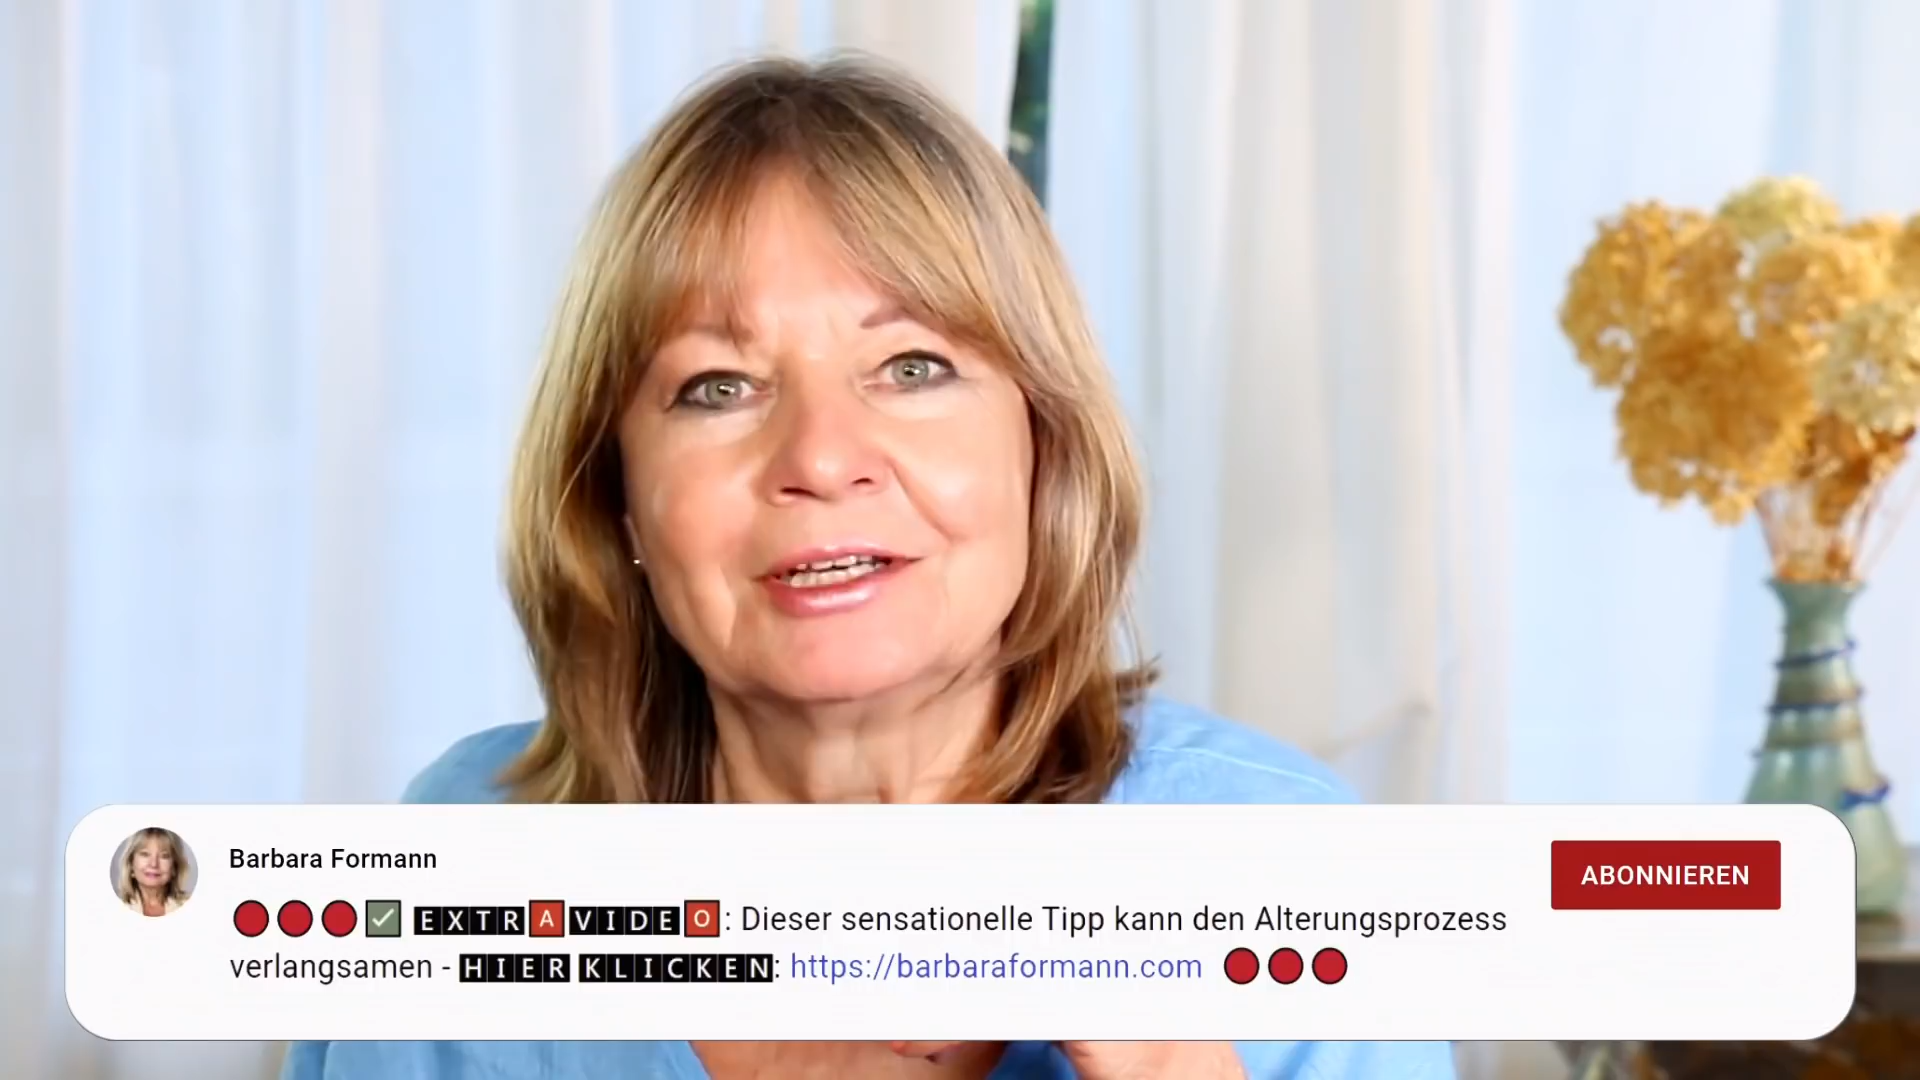 Barbara Formann
ABONNIEREN
🔴🔴🔴✅ EXTRAVIDEO: Dieser sensationelle Tipp kann den Alterungsprozess
verlangsamen - HIER KLICKEN: https://barbaraformann.com 🔴🔴🔴